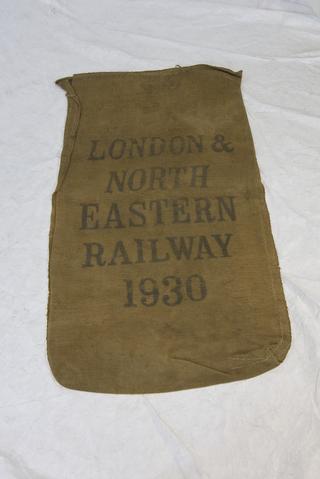 LONDON &
NORTH
EASTERN
RAILWAY
1930